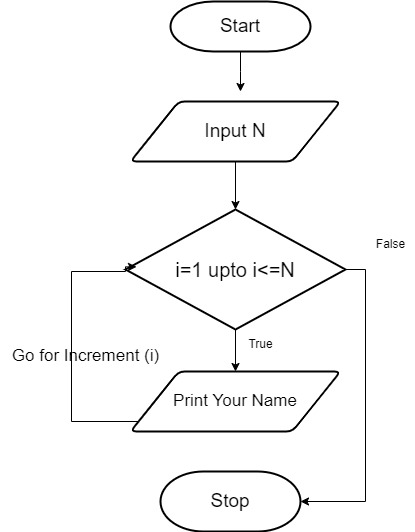 Start
Input N
False
i=1 upto i<=N
True
Go for Increment (i)
Print Your Name
Stop